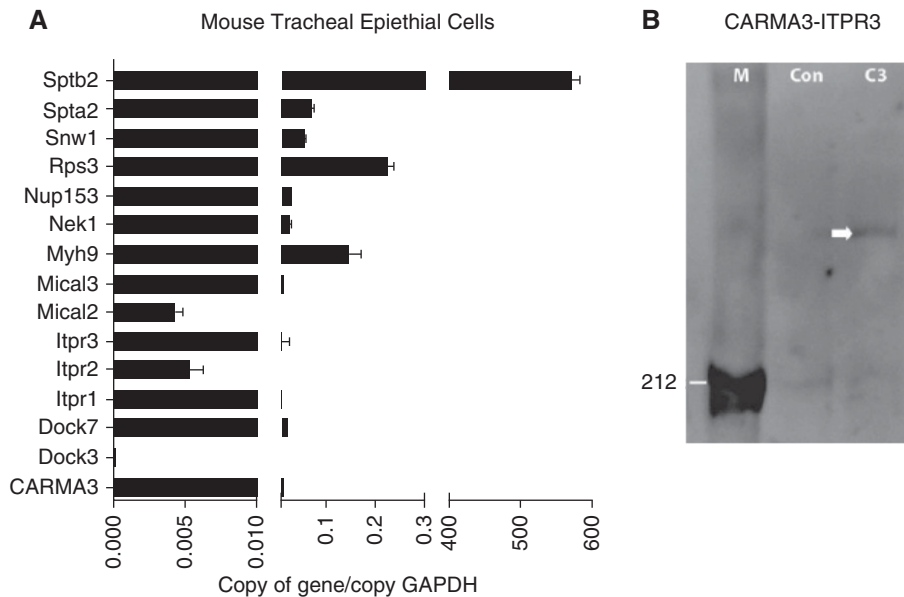 A
Mouse Tracheal Epiethial Cells
Sptb2
Spta2
Snw1
Rps3
Nup153
Nek1
Myh9
Mical3
Mical2
Itpr3
Itpr2
Itpr1
Dock7
Dock3
CARMA3
0.000
0.005
0.010
0.1
0.2
0.3
400
500
600
Copy of gene/copy GAPDH
B
CARMA3-ITPR3
M Con C3
212